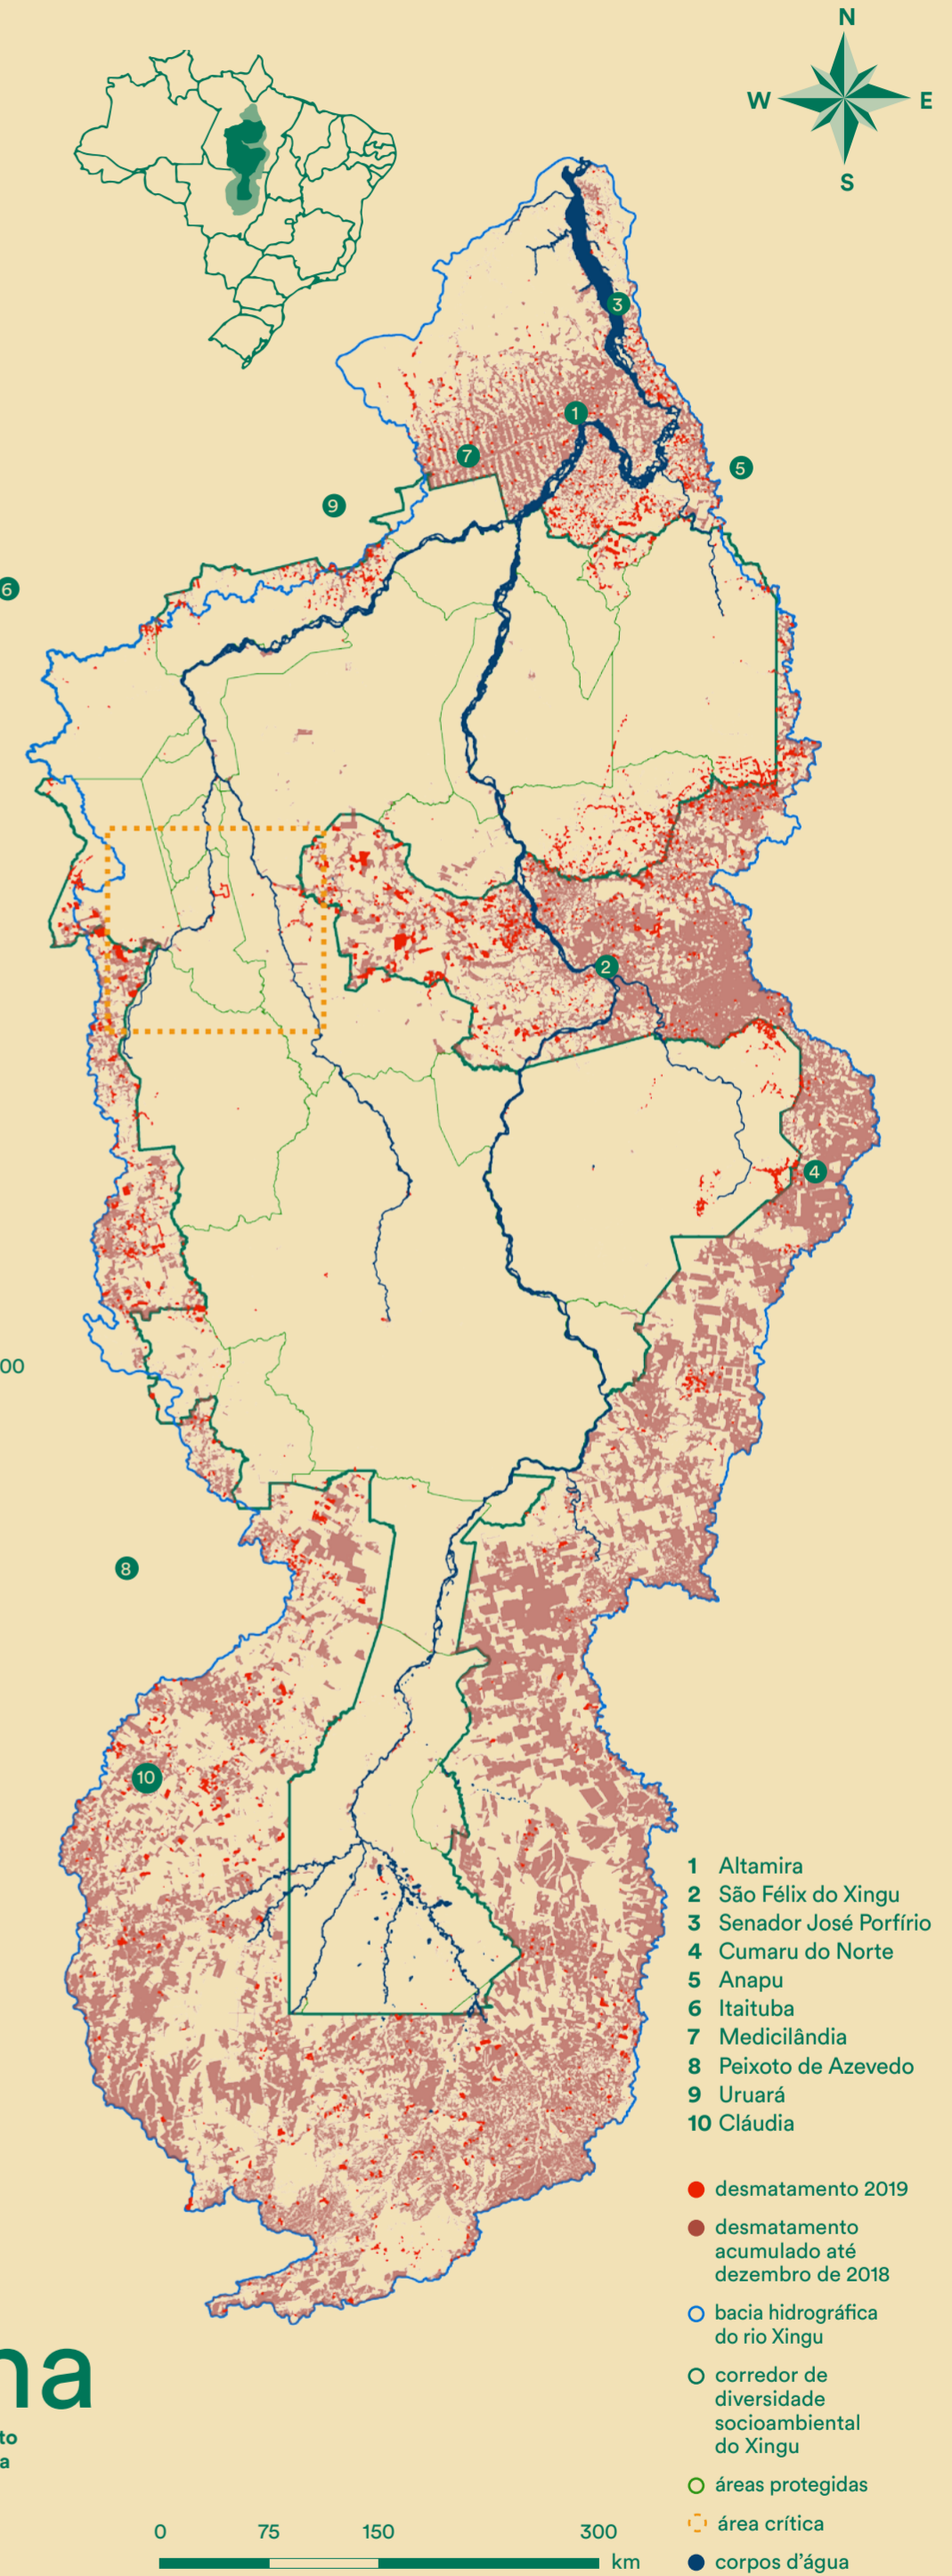 N
W
E
S
3
1
7
5
9
6
2
4
00
8
10
1 Altamira
2 São Félix do Xingu
3 Senador José Porfírio
4 Cumaru do Norte
5 Anapu
6 Itaituba
7 Medicilândia
8 Peixoto de Azevedo
9 Uruará
10 Cláudia
desmatamento 2019
desmatamento
acumulado até
dezembro de 2018
bacia hidrográfica
do rio Xingu
corredor de
diversidade
socioambiental
do Xingu
áreas protegidas
área crítica
corpos d’água
na
to
a
0 75 150 300
km